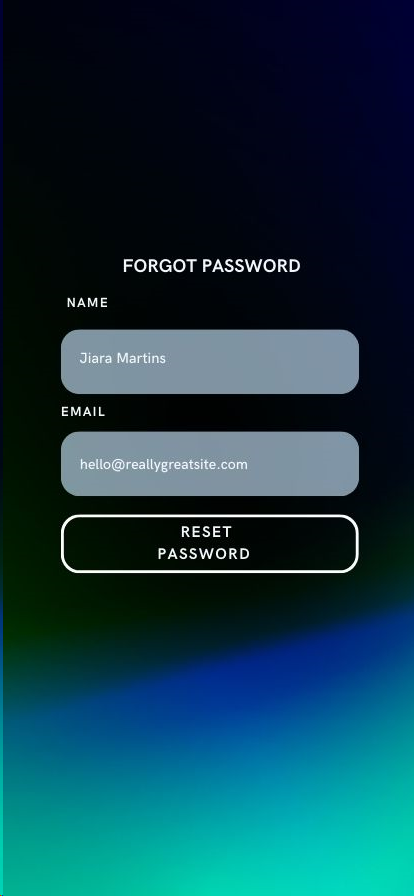 FORGOT PASSWORD
NAME
Jiara Martins
EMAIL
hello@reallygreatsite.com
RESET
PASSWORD